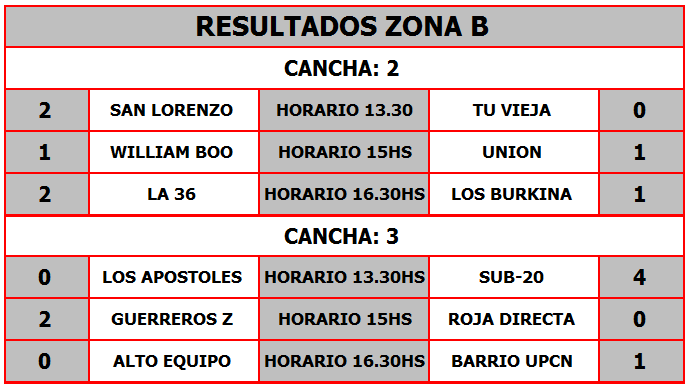 RESULTADOS ZONA B
CANCHA: 2
2 SAN LORENZO HORARIO 13.30 TU VIEJA 0
1 WILLIAM BOO HORARIO 15HS UNION 1
2 LA 36 HORARIO 16.30HS LOS BURKINA 1
CANCHA: 3
0 LOS APOSTOLES HORARIO 13.30HS SUB-20 4
2 GUERREROS Z HORARIO 15HS ROJA DIRECTA 0
0 ALTO EQUIPO HORARIO 16.30HS BARRIO UPCN 1